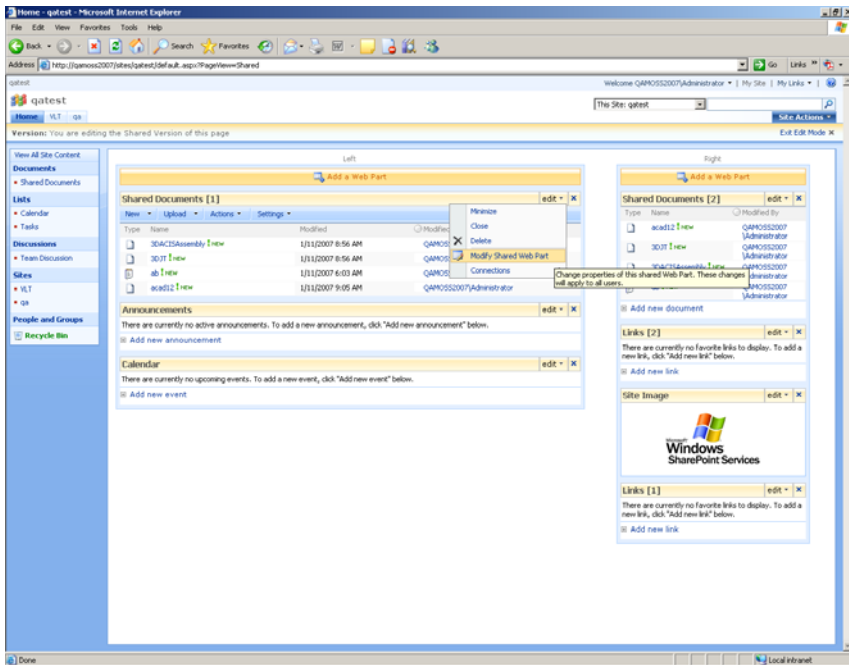 Home - qatest - Microsoft Internet Explorer
File Edit View Favorites Tools Help
Back Search Favorites
Address http://qamoss2007/sites/qatest/default.aspx?PageView=Shared Go Links
qatest Welcome QAMOSS2007\Administrator | My Site | My Links |
qatest This Site: qatest
Home VLT qa Site Actions
Version: You are editing the Shared Version of this page Exit Edit Mode
View All Site Content
Documents
Shared Documents
Lists
Calendar
Tasks
Discussions
Team Discussion
Sites
VLT
qa
People and Groups
Recycle Bin
Left
Add a Web Part
Shared Documents [1] edit
New Upload Actions Settings
Type Name Modified Modified
3DACISAssembly ! NEW 1/11/2007 8:56 AM QAMOS
3DJT ! NEW 1/11/2007 8:56 AM QAMOS
ab ! NEW 1/11/2007 6:03 AM QAMOS
acad12 ! NEW 1/11/2007 9:05 AM QAMOSS2007\Administrator
Minimize
Close
Delete
Modify Shared Web Part
Connections
Change properties of this shared Web Part. These changes
will apply to all users.
Announcements edit
There are currently no active announcements. To add a new announcement, click "Add new announcement" below.
Add new announcement
Calendar edit
There are currently no upcoming events. To add a new event, click "Add new event" below.
Add new event
Right
Add a Web Part
Shared Documents [2] edit
Type Name Modified By
acad12 ! NEW QAMOSS2007
\Administrator
3DJT ! NEW QAMOSS2007
\Administrator
3DACISAssembly ! NEW QAMOSS2007
MOSS2007
\Administrator
Add new document
Links [2] edit
There are currently no favorite links to display. To add a
new link, click "Add new link" below.
Add new link
Site Image edit
Microsoft
Windows
SharePoint Services
Links [1] edit
There are currently no favorite links to display. To add a
new link, click "Add new link" below.
Add new link
Done Local intranet